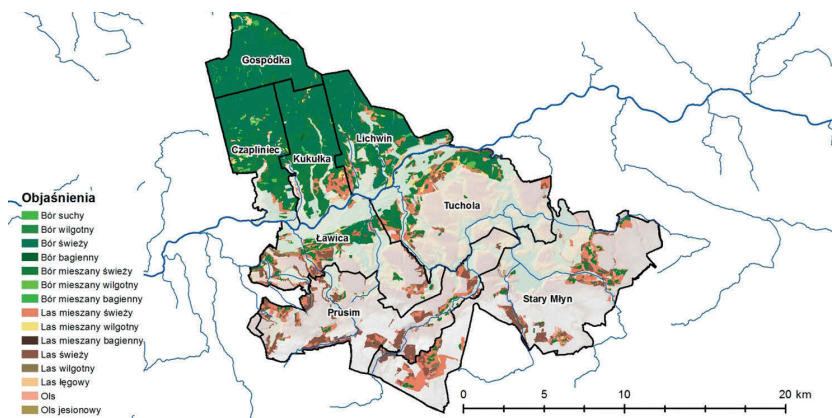 Gospódka
Lichwin
Czapliniec
Kukułka
Tuchola
Ławica
Prusim
Stary Młyn
Objaśnienia
Bór suchy
Bór wilgotny
Bór świeży
Bór bagienny
Bór mieszany świeży
Bór mieszany wilgotny
Bór mieszany bagienny
Las mieszany świeży
Las mieszany wilgotny
Las mieszany bagienny
Las świeży
Las wilgotny
Las łęgowy
Ols
Ols jesionowy
0 5 10 20 km